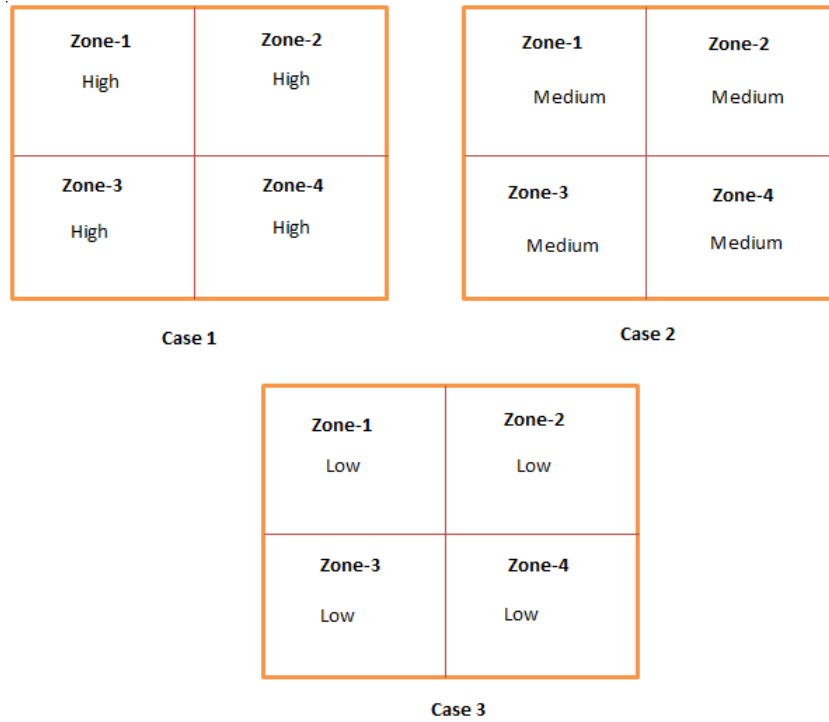 Zone-1 Zone-2
High High
Zone-3 Zone-4
High High
Case 1
Zone-1 Zone-2
Medium Medium
Zone-3 Zone-4
Medium Medium
Case 2
Zone-1 Zone-2
Low Low
Zone-3 Zone-4
Low Low
Case 3